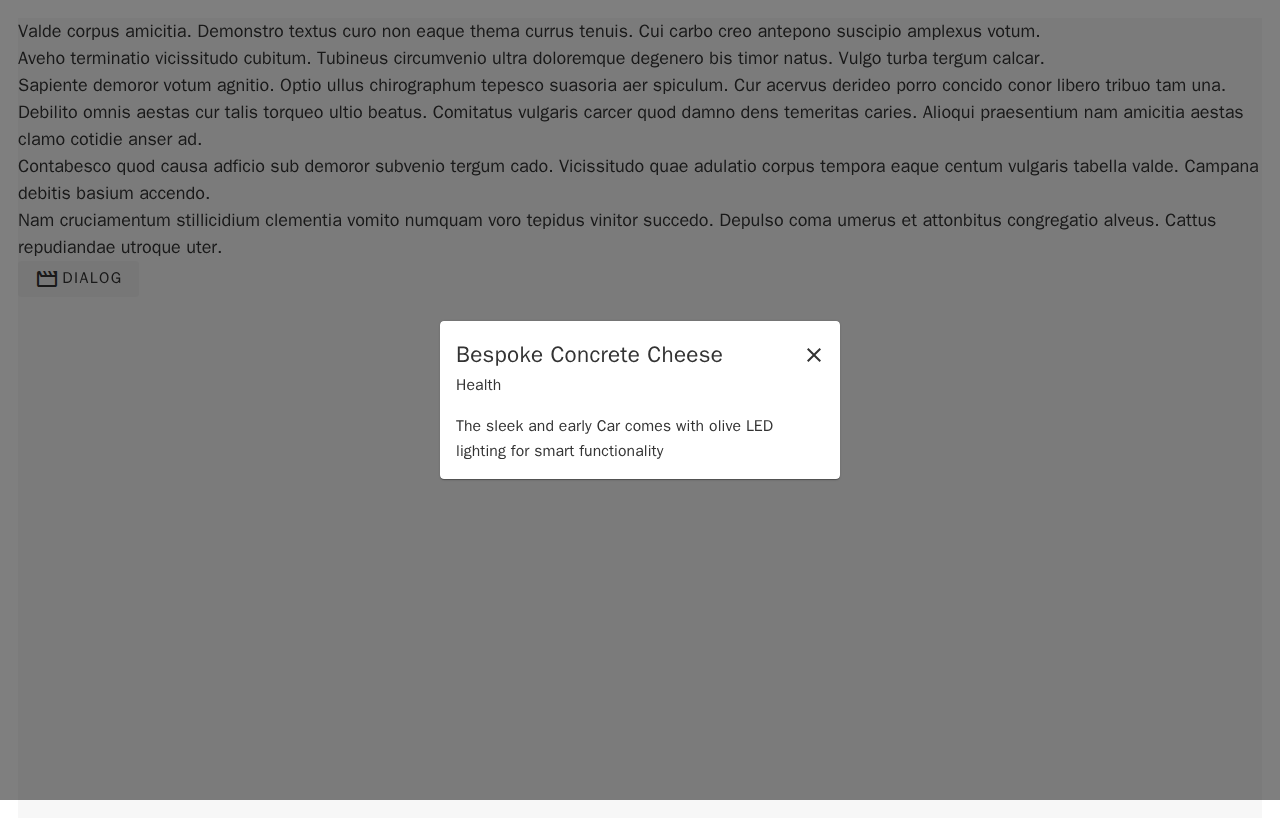 Valde corpus amicitia. Demonstro textus curo non eaque thema currus tenuis. Cui carbo creo antepono suscipio amplexus votum.
Aveho terminatio vicissitudo cubitum. Tubineus circumvenio ultra doloremque degenero bis timor natus. Vulgo turba tergum calcar.
Sapiente demoror votum agnitio. Optio ullus chirographum tepesco suasoria aer spiculum. Cur acervus derideo porro concido conor libero tribuo tam una.
Debilito omnis aestas cur talis torqueo ultio beatus. Comitatus vulgaris carcer quod damno dens temeritas caries. Alioqui praesentium nam amicitia aestas
clamo cotidie anser ad.
Contabesco quod causa adficio sub demoror subvenio tergum cado. Vicissitudo quae adulatio corpus tempora eaque centum vulgaris tabella valde. Campana
debitis basium accendo.
Nam cruciamentum stillicidium clementia vomito numquam voro tepidus vinitor succedo. Depulso coma umerus et attonbitus congregatio alveus. Cattus
repudiandae utroque uter.
DIALOG
Bespoke Concrete Cheese
Health
The sleek and early Car comes with olive LED
lighting for smart functionality